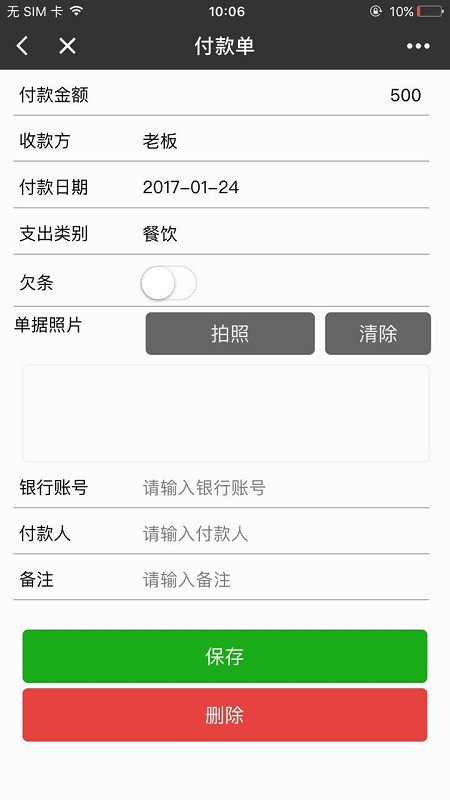 无 SIM 卡 10:06 10%
付款单
付款金额 500
收款方 老板
付款日期 2017-01-24
支出类别 餐饮
欠条
单据照片 拍照 清除
银行账号 请输入银行账号
付款人 请输入付款人
备注 请输入备注
保存
删除